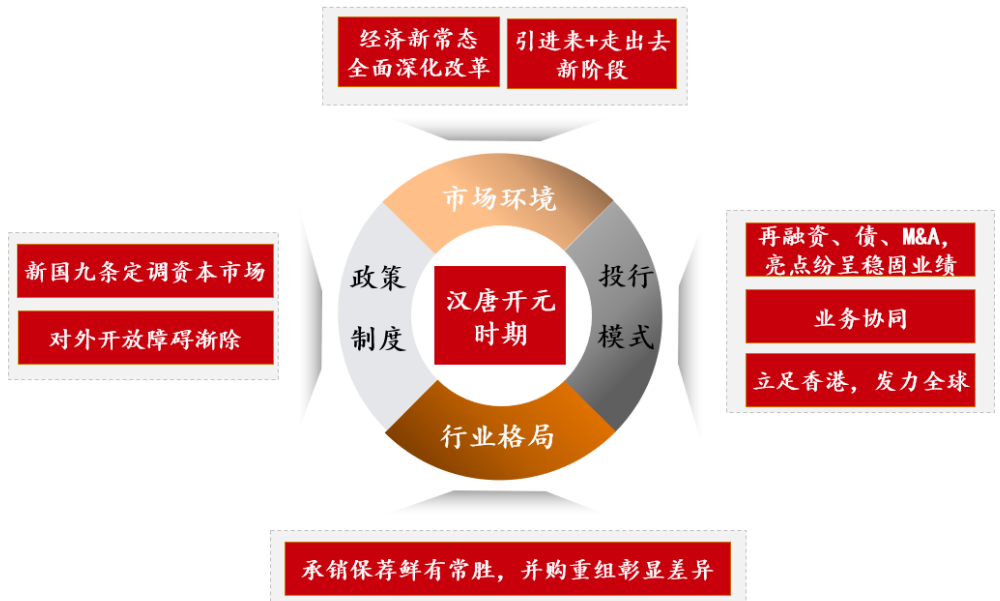 经济新常态
全面深化改革
引进来+走出去
新阶段
市场环境
新国九条定调资本市场
对外开放障碍渐除
政策
制度
汉唐开元
时期
投行
模式
再融资、债、M&A,
亮点纷呈稳固业绩
业务协同
立足香港，发力全球
行业格局
承销保荐鲜有常胜，并购重组彰显差异